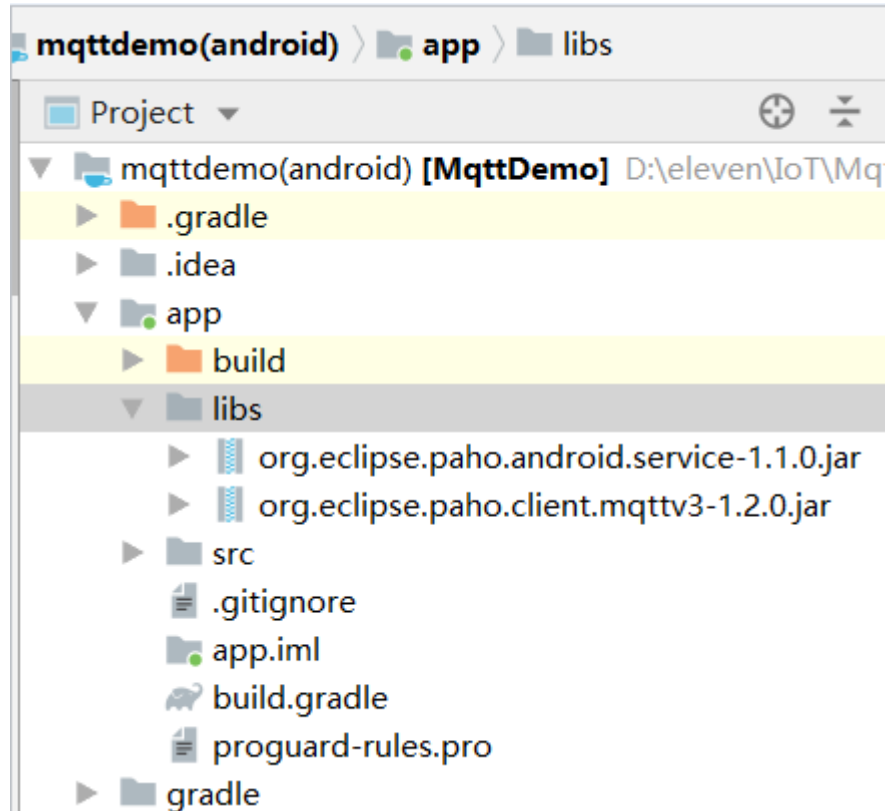 mqttdemo(android) 〉 app 〉 libs
Project
mqttdemo(android) [MqttDemo] D:\eleven\IoT\Mq
.gradle
.idea
app
build
libs
org.eclipse.paho.android.service-1.1.0.jar
org.eclipse.paho.client.mqttv3-1.2.0.jar
src
.gitignore
app.iml
build.gradle
proguard-rules.pro
gradle